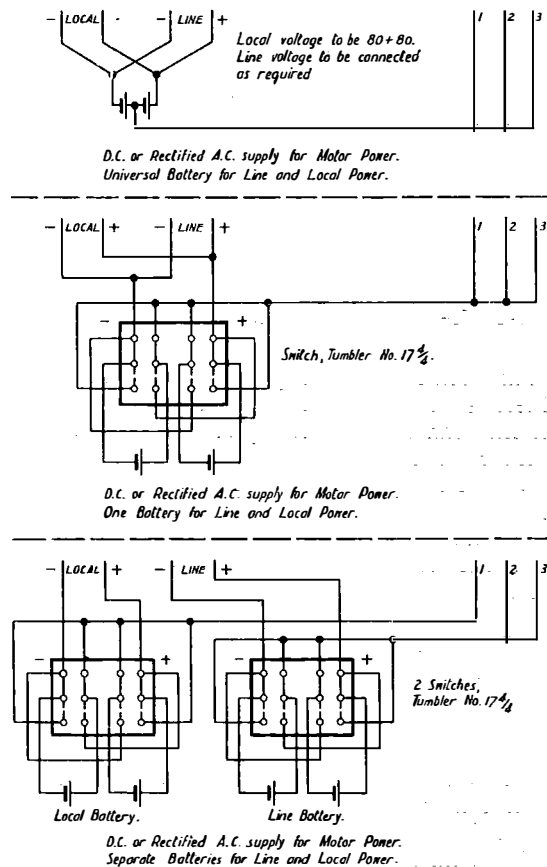 - LOCAL - - LINE +
1 2 3
Local voltage to be 80+80.
Line voltage to be connected
as required
D.C. or Rectified A.C. supply for Motor Power.
Universal Battery for Line and Local Power.
- LOCAL + - LINE +
1 2 3
- +
Switch, Tumbler No. 17 4/4.
D.C. or Rectified A.C. supply for Motor Power.
One Battery for Line and Local Power.
- LOCAL + - LINE +
1 2 3
- + - +
2 Switches,
Tumbler No. 17 4/4
Local Battery. Line Battery.
D.C. or Rectified A.C. supply for Motor Power.
Separate Batteries for Line and Local Power.